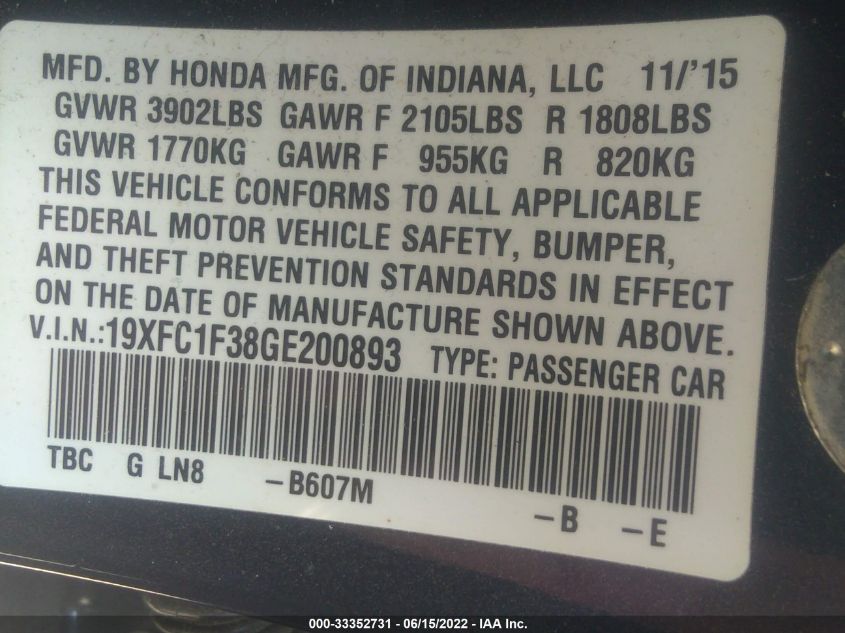 MFD. BY HONDA MFG. OF INDIANA, LLC 11/'15
GVWR 3902LBS GAWR F 2105LBS R 1808LBS
GVWR 1770KG GAWR F 955KG R 820KG
THIS VEHICLE CONFORMS TO ALL APPLICABLE
FEDERAL MOTOR VEHICLE SAFETY, BUMPER,
AND THEFT PREVENTION STANDARDS IN EFFECT
ON THE DATE OF MANUFACTURE SHOWN ABOVE.
V.I.N.:19XFC1F38GE200893 TYPE: PASSENGER CAR
TBC G LN8 -B607M -B -E
000-33352731 - 06/15/2022 - IAA Inc.